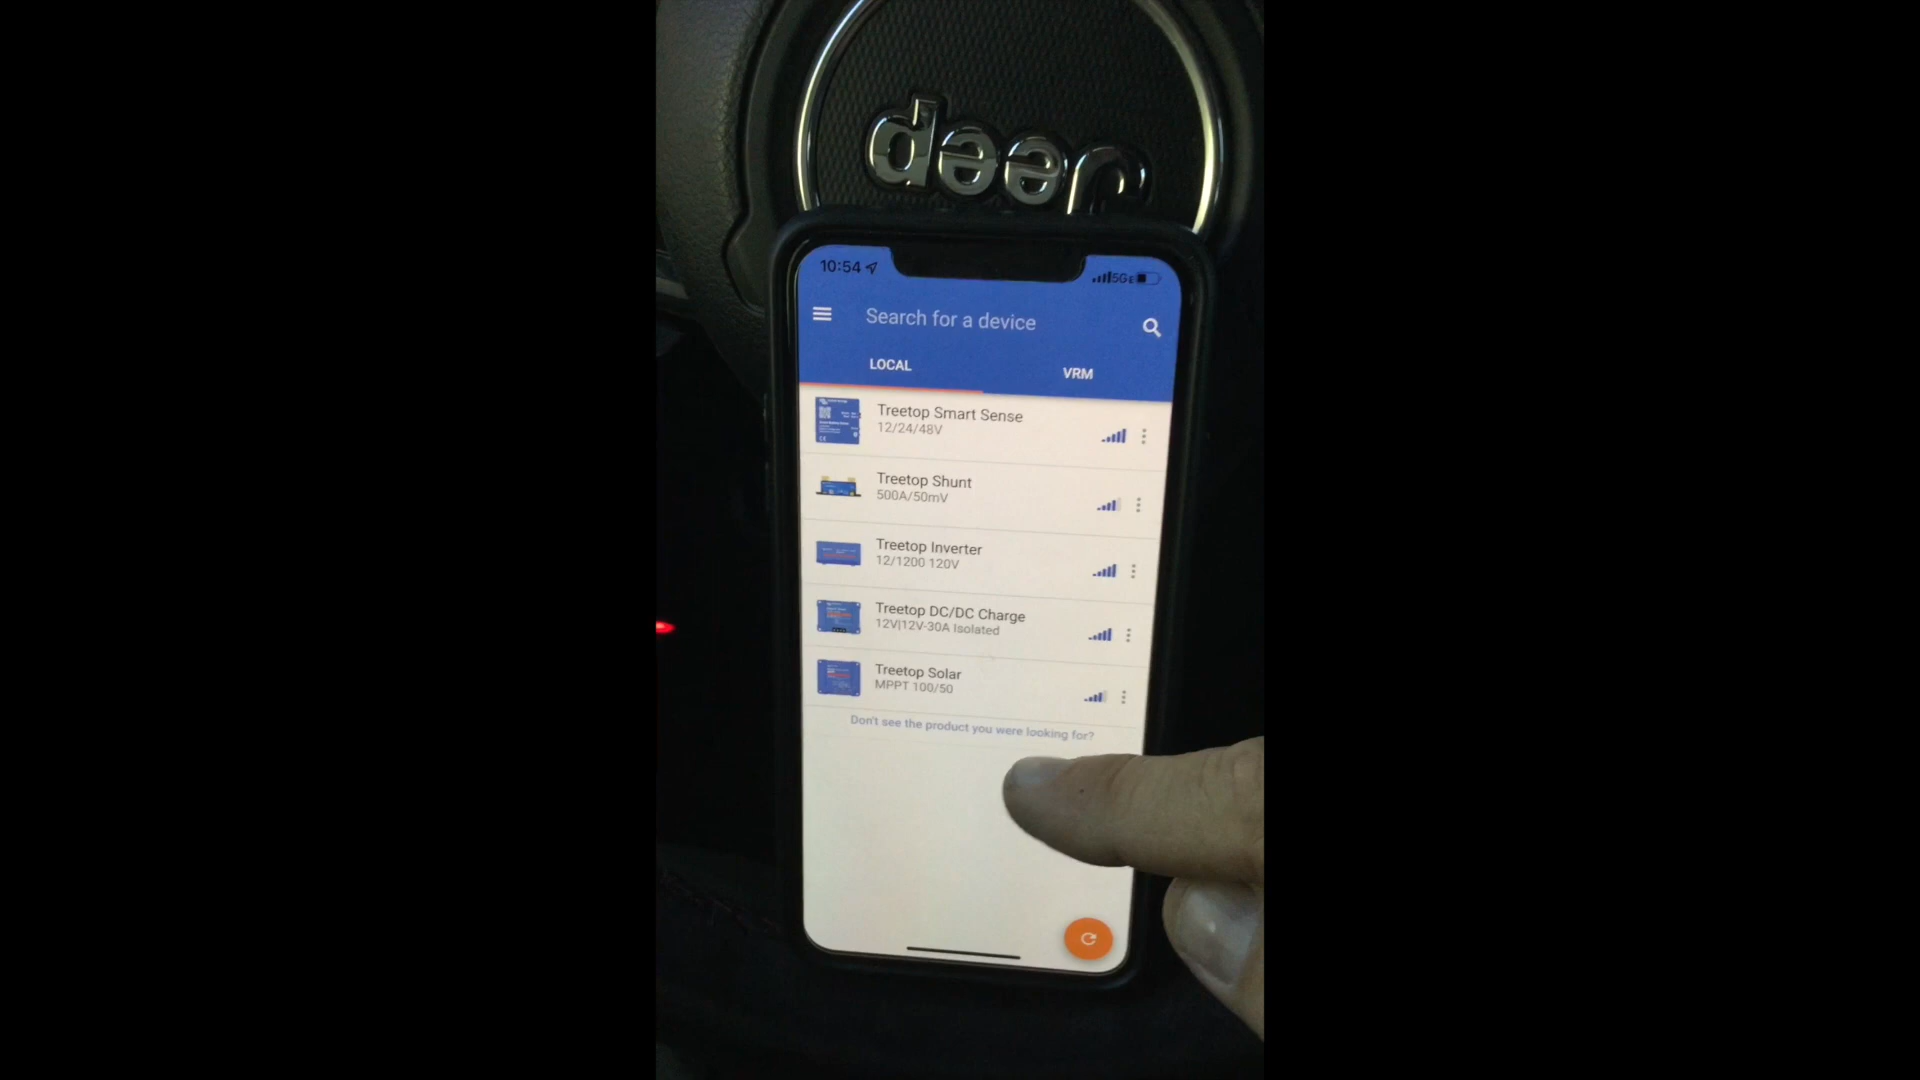 Jeep
10:54
5GE
Search for a device
LOCAL
VRM
Treetop Smart Sense
12/24/48V
Treetop Shunt
500A/50mV
Treetop Inverter
12/1200 120V
Treetop DC/DC Charge
12V|12V-30A Isolated
Treetop Solar
MPPT 100/50
Don't see the product you were looking for?